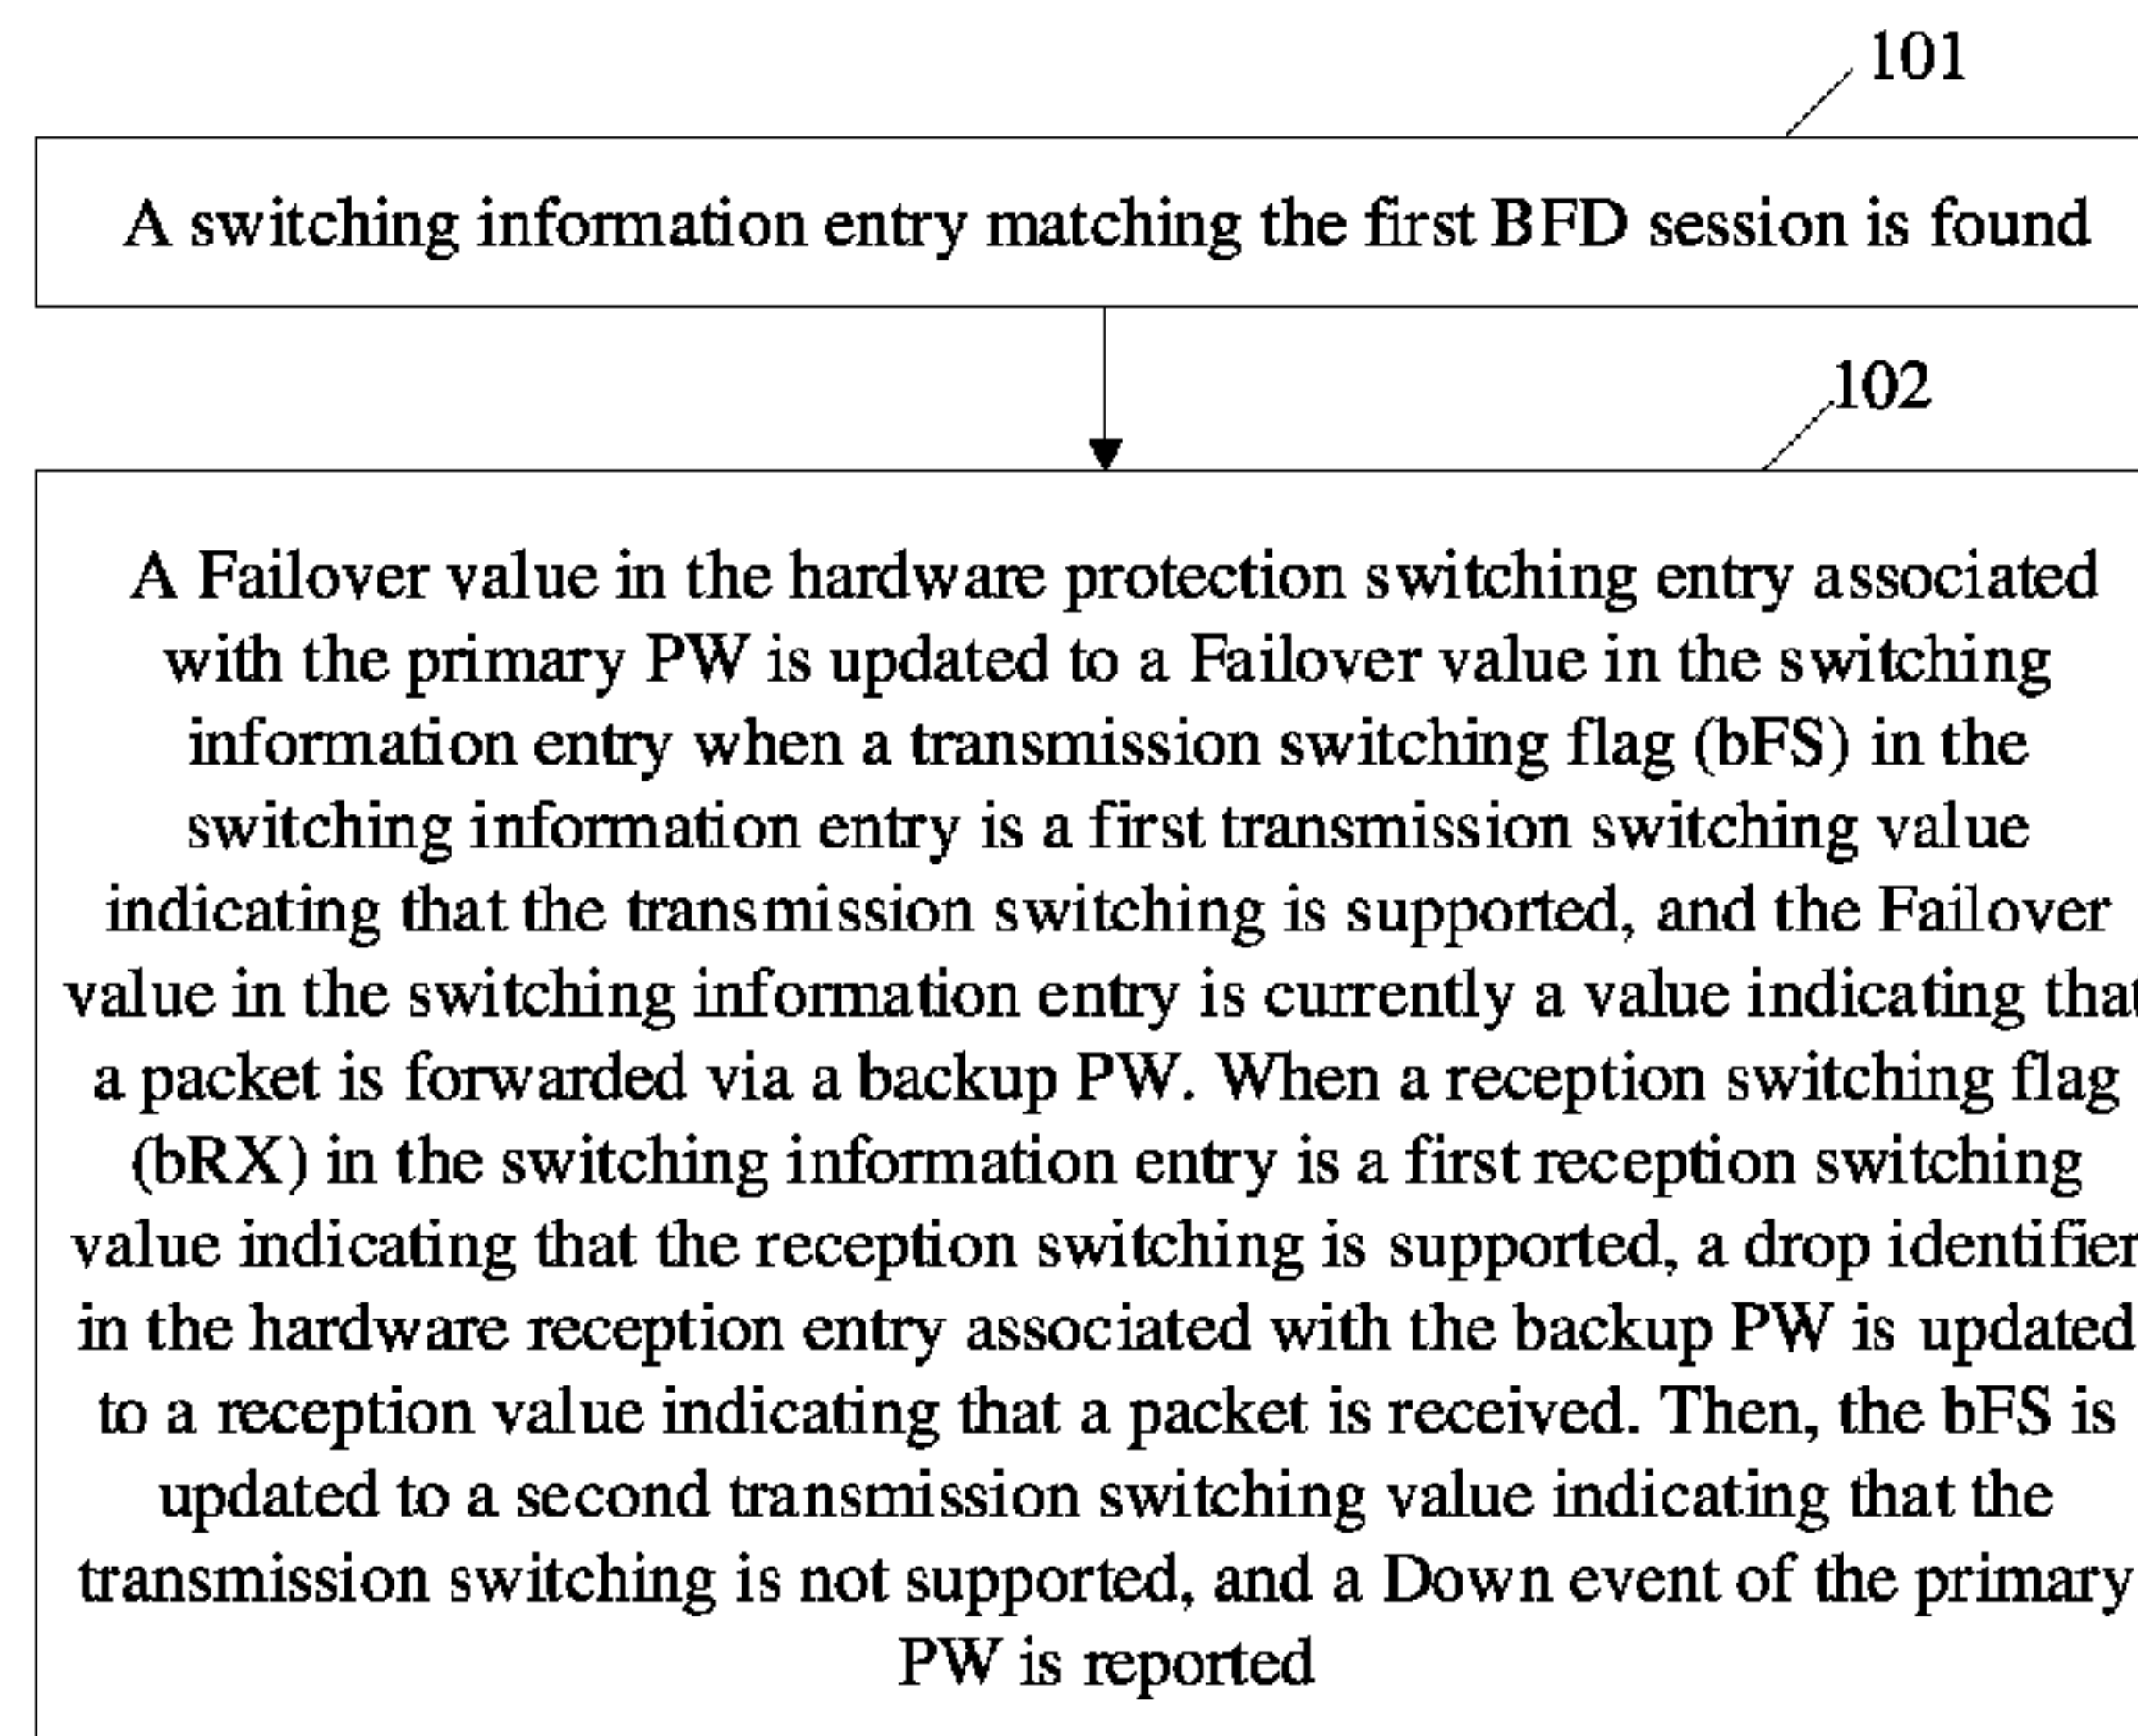 101
A switching information entry matching the first BFD session is found
102
A Failover value in the hardware protection switching entry associated
with the primary PW is updated to a Failover value in the switching
information entry when a transmission switching flag (bFS) in the
switching information entry is a first transmission switching value
indicating that the transmission switching is supported, and the Failover
value in the switching information entry is currently a value indicating that
a packet is forwarded via a backup PW. When a reception switching flag
(bRX) in the switching information entry is a first reception switching
value indicating that the reception switching is supported, a drop identifier
in the hardware reception entry associated with the backup PW is updated
to a reception value indicating that a packet is received. Then, the bFS is
updated to a second transmission switching value indicating that the
transmission switching is not supported, and a Down event of the primary
PW is reported